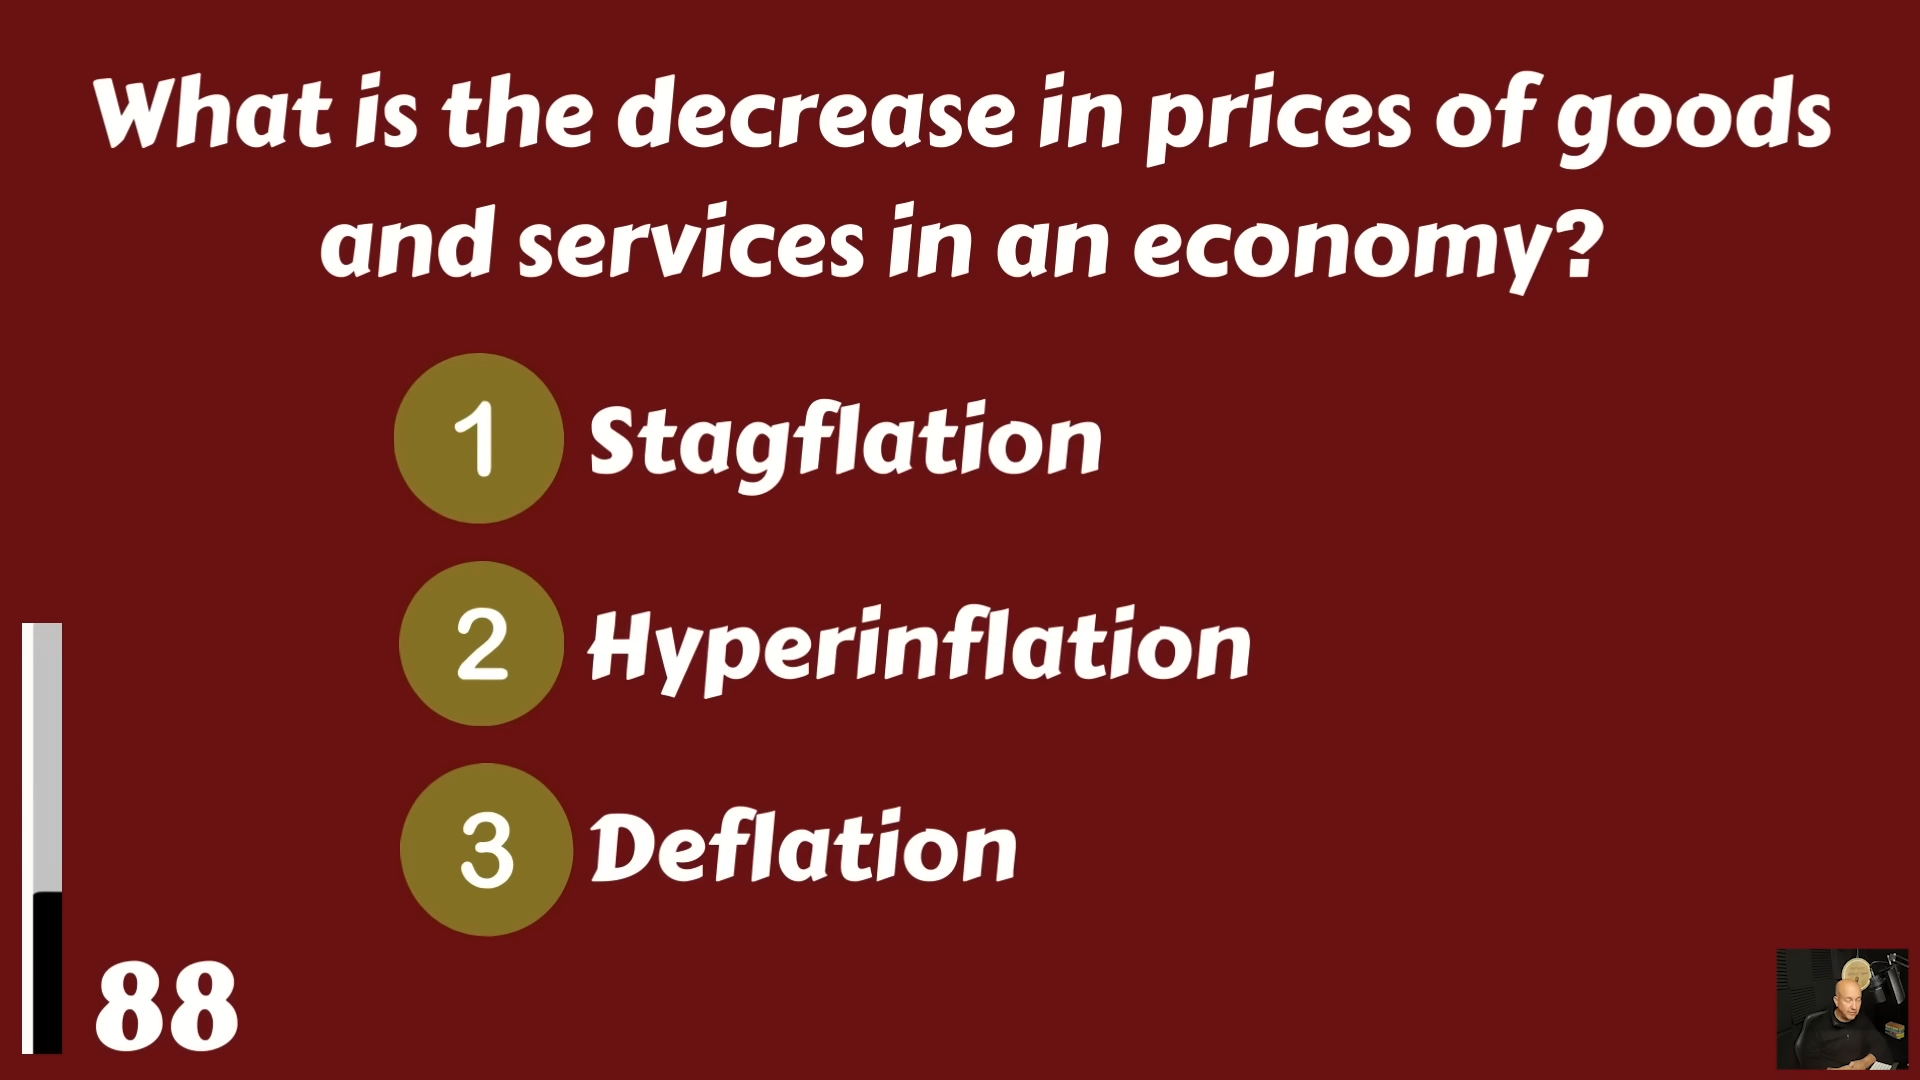 What is the decrease in prices of goods
and services in an economy?
1 Stagflation
2 Hyperinflation
3 Deflation
88